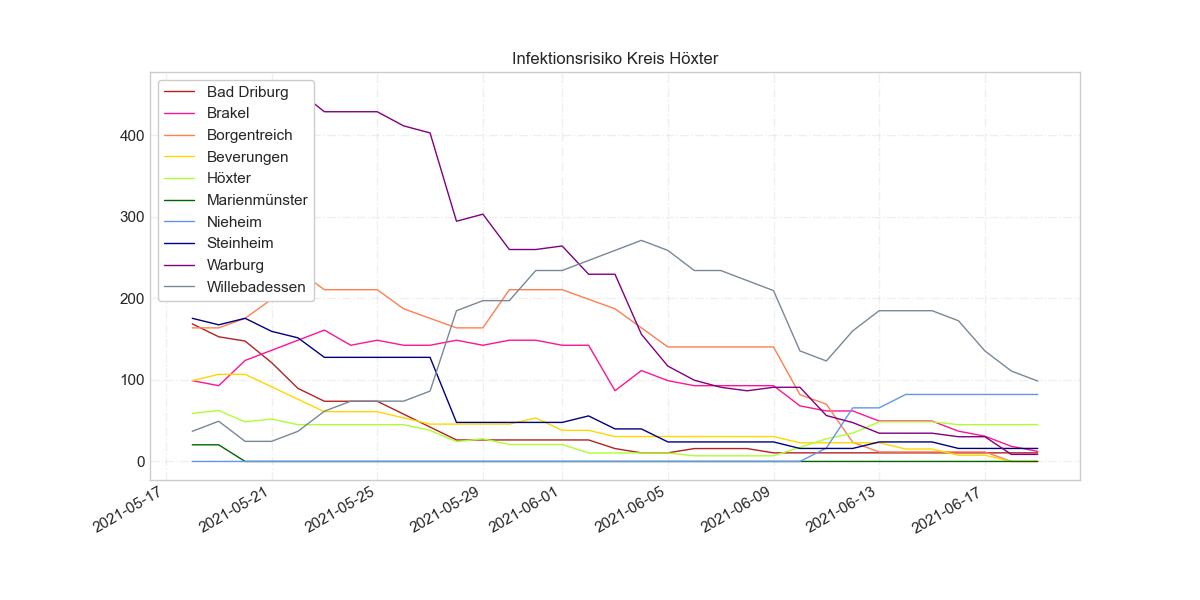 Infektionsrisiko Kreis Höxter
Bad Driburg
Brakel
Borgentreich
Beverungen
Höxter
Marienmünster
Nieheim
Steinheim
Warburg
Willebadessen
400
300
200
100
0
2021-05-17
2021-05-21
2021-05-25
2021-05-29
2021-06-01
2021-06-05
2021-06-09
2021-06-13
2021-06-17